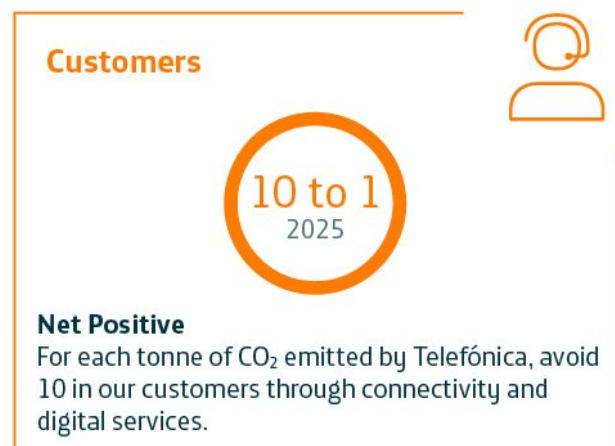 Customers
10 to 1
2025
Net Positive
For each tonne of CO₂ emitted by Telefónica, avoid
10 in our customers through connectivity and
digital services.